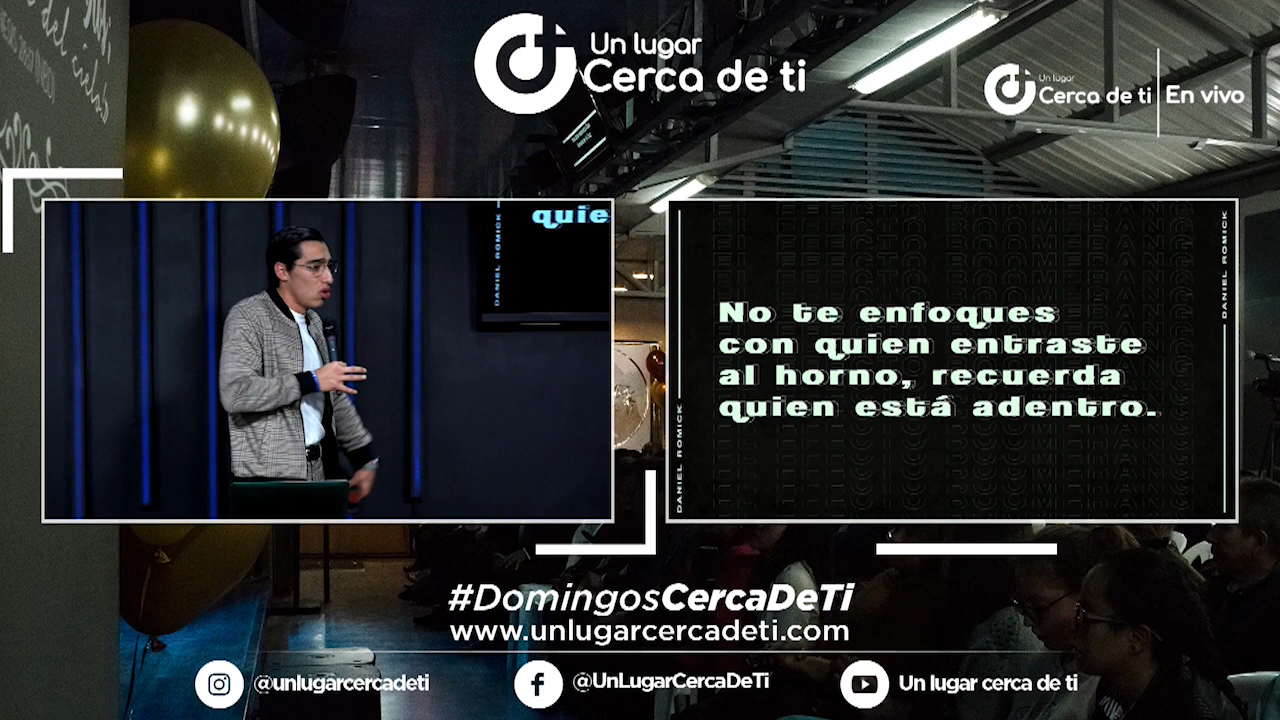 Un lugar
Cerca de ti
Un lugar
Cerca de ti
En vivo
quie
DANIEL ROMICK
EL EFECTO BOOMERANG
DANIEL ROMICK
No te enfoques
con quien entraste
al horno, recuerda
quien está adentro.
DANIEL ROMICK
#DomingosCercaDeTi
www.unlugarcercadeti.com
@unlugarcercadeti
@UnLugarCercaDeTi
Un lugar cerca de ti